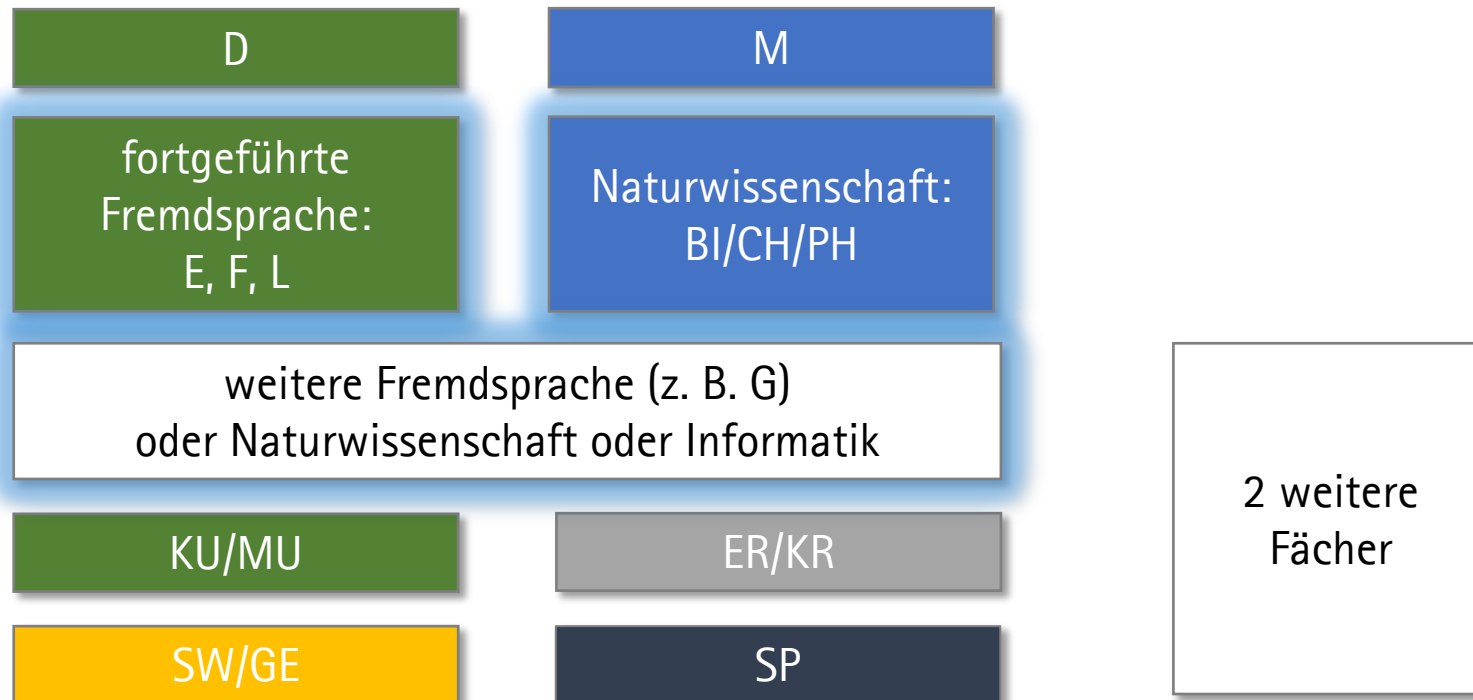 D
M
fortgeführte
Fremdsprache:
E, F, L
Naturwissenschaft:
BI/CH/PH
weitere Fremdsprache (z. B. G)
oder Naturwissenschaft oder Informatik
2 weitere
Fächer
KU/MU
ER/KR
SW/GE
SP